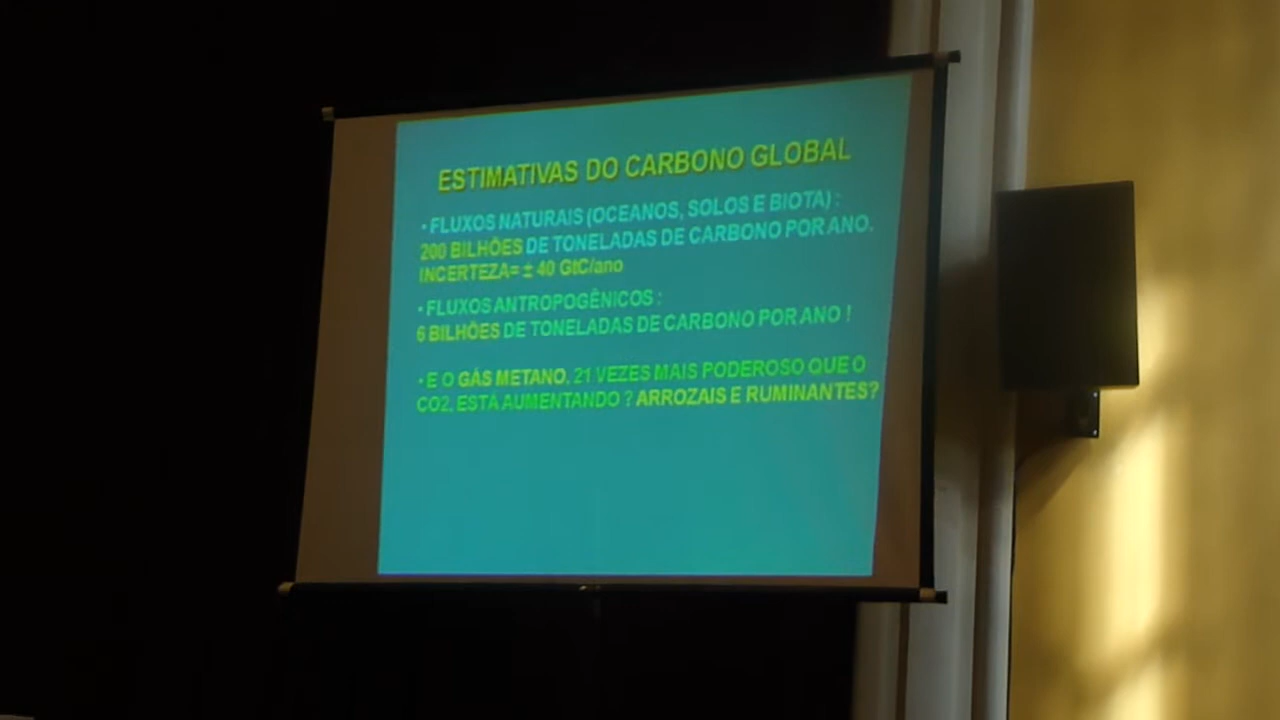 ESTIMATIVAS DO CARBONO GLOBAL
• FLUXOS NATURAIS (OCEANOS, SOLOS E BIOTA) :
200 BILHÕES DE TONELADAS DE CARBONO POR ANO.
INCERTEZA= ± 40 GtC/ano
• FLUXOS ANTROPOGÊNICOS :
6 BILHÕES DE TONELADAS DE CARBONO POR ANO !
• E O GÁS METANO, 21 VEZES MAIS PODEROSO QUE O
CO2, ESTÁ AUMENTANDO ? ARROZAIS E RUMINANTES?